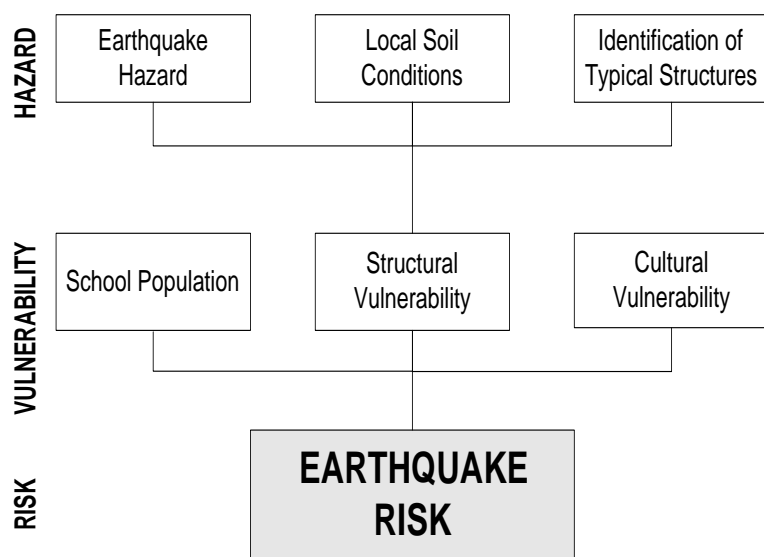 HAZARD
Earthquake
Hazard
Local Soil
Conditions
Identification of
Typical Structures
VULNERABILITY
School Population
Structural
Vulnerability
Cultural
Vulnerability
RISK
EARTHQUAKE
RISK